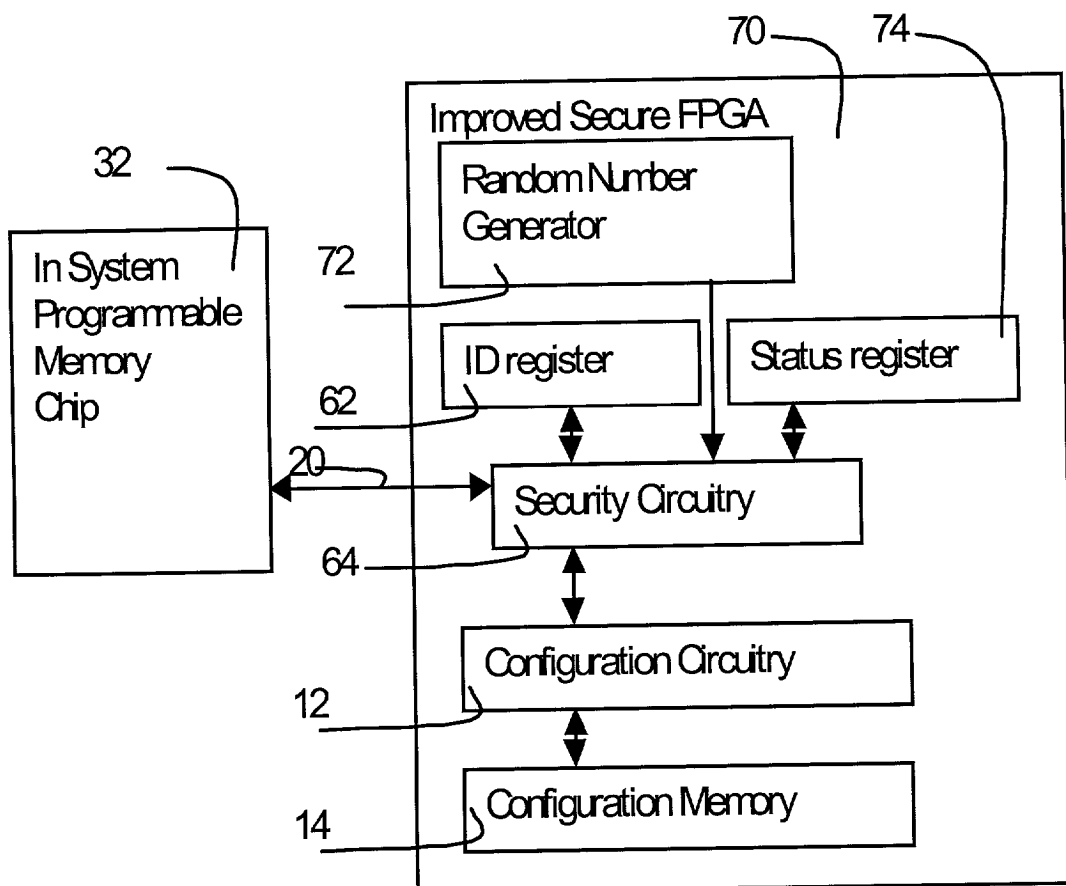 70
74
Improved Secure FPGA
32
Random Number
Generator
In System
Programmable
Memory
Chip
72
ID register
Status register
62
20
Security Circuitry
64
Configuration Circuitry
12
Configuration Memory
14